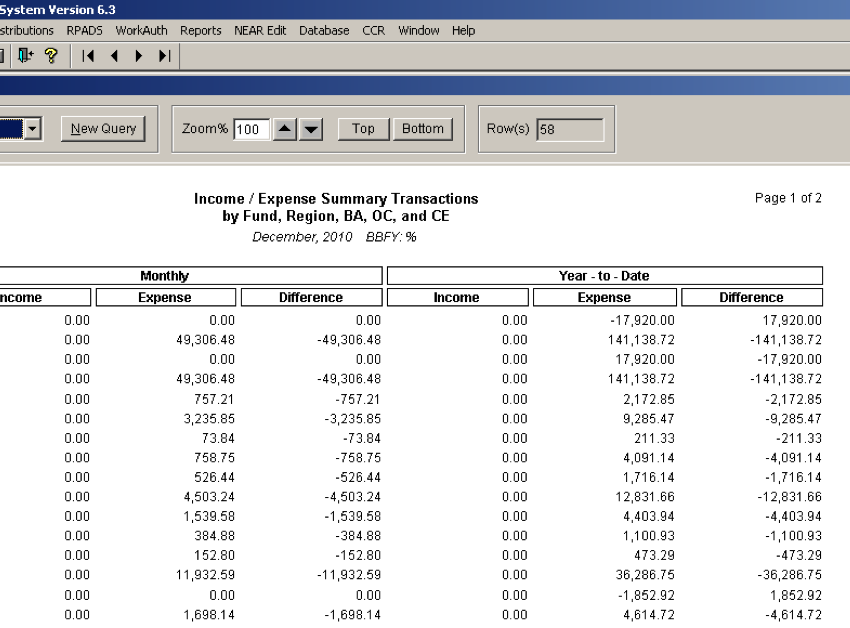 System Version 6.3
stributions RPADS WorkAuth Reports NEAR Edit Database CCR Window Help
New Query Zoom% 100 Top Bottom Row(s) 58
Income / Expense Summary Transactions Page 1 of 2
by Fund, Region, BA, OC, and CE
December, 2010 BBFY: %
Monthly Year - to - Date
ncome Expense Difference Income Expense Difference
0.00 0.00 0.00 0.00 -17,920.00 17,920.00
0.00 49,306.48 -49,306.48 0.00 141,138.72 -141,138.72
0.00 0.00 0.00 0.00 17,920.00 -17,920.00
0.00 49,306.48 -49,306.48 0.00 141,138.72 -141,138.72
0.00 757.21 -757.21 0.00 2,172.85 -2,172.85
0.00 3,235.85 -3,235.85 0.00 9,285.47 -9,285.47
0.00 73.84 -73.84 0.00 211.33 -211.33
0.00 758.75 -758.75 0.00 4,091.14 -4,091.14
0.00 526.44 -526.44 0.00 1,716.14 -1,716.14
0.00 4,503.24 -4,503.24 0.00 12,831.66 -12,831.66
0.00 1,539.58 -1,539.58 0.00 4,403.94 -4,403.94
0.00 384.88 -384.88 0.00 1,100.93 -1,100.93
0.00 152.80 -152.80 0.00 473.29 -473.29
0.00 11,932.59 -11,932.59 0.00 36,286.75 -36,286.75
0.00 0.00 0.00 0.00 -1,852.92 1,852.92
0.00 1,698.14 -1,698.14 0.00 4,614.72 -4,614.72